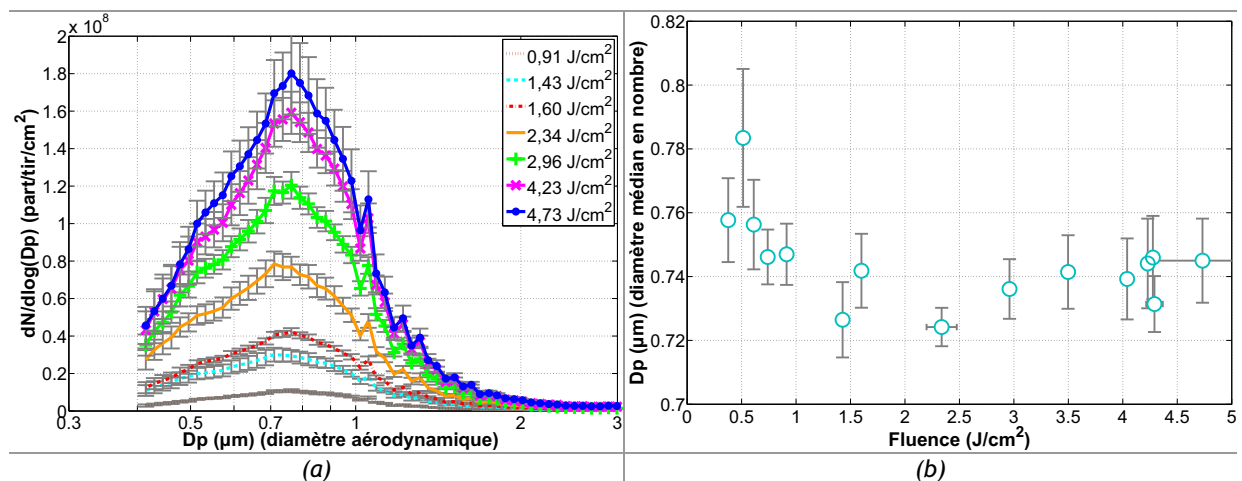 x 10^8
2
1.8
1.6
1.4
1.2
1
0.8
0.6
0.4
0.2
0
0.3 0.5 0.7 1 2 3
dN/dlog(Dp) (part/tir/cm²)
Dp (µm) (diamètre aérodynamique)
0,91 J/cm²
1,43 J/cm²
1,60 J/cm²
2,34 J/cm²
2,96 J/cm²
4,23 J/cm²
4,73 J/cm²
(a)
0.82
0.8
0.78
0.76
0.74
0.72
0.7
0 0.5 1 1.5 2 2.5 3 3.5 4 4.5 5
Dp (µm) (diamètre médian en nombre)
Fluence (J/cm²)
(b)